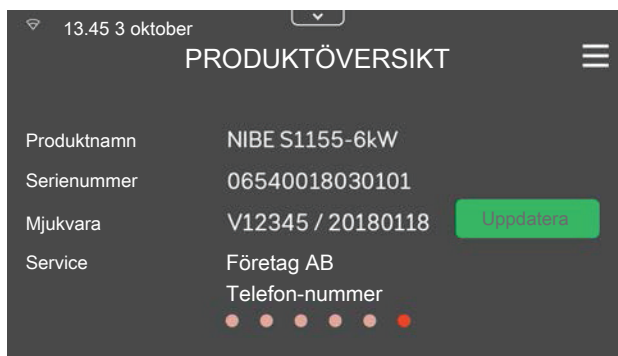 13.45 3 oktober
PRODUKTÖVERSIKT
Produktnamn NIBE S1155-6kW
Serienummer 06540018030101
Mjukvara V12345 / 20180118 Uppdatera
Service Företag AB
Telefon-nummer